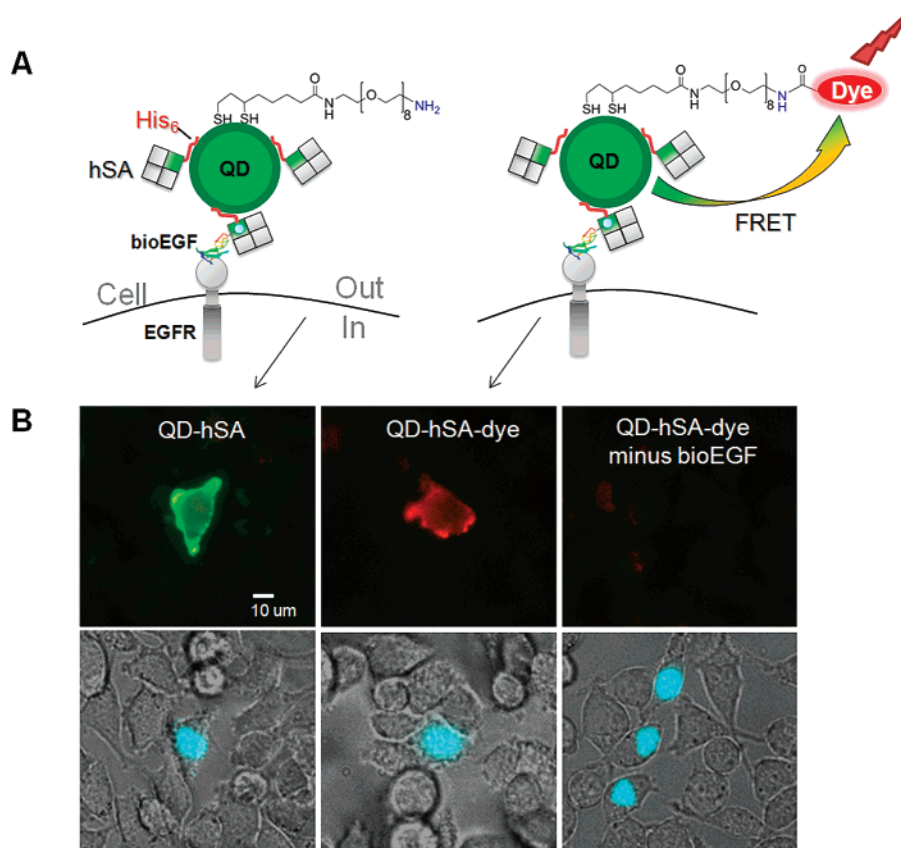 A
O
N
H
O
8
NH2
SH
SH
His6
hSA
QD
bioEGF
Cell
Out
In
EGFR
O
N
H
O
8
N
H
O
Dye
SH
SH
QD
FRET
B
QD-hSA
10 um
QD-hSA-dye
QD-hSA-dye
minus bioEGF